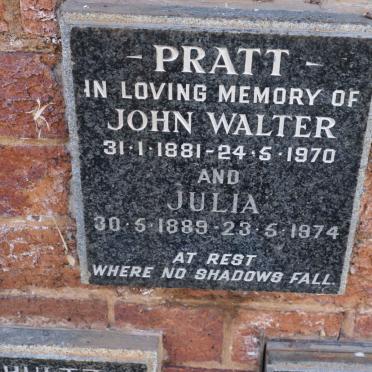 - PRATT -
IN LOVING MEMORY OF
JOHN WALTER
31·1·1881-24·5·1970
AND
JULIA
30·5·1889-23·5·1974
AT REST
WHERE NO SHADOWS FALL.